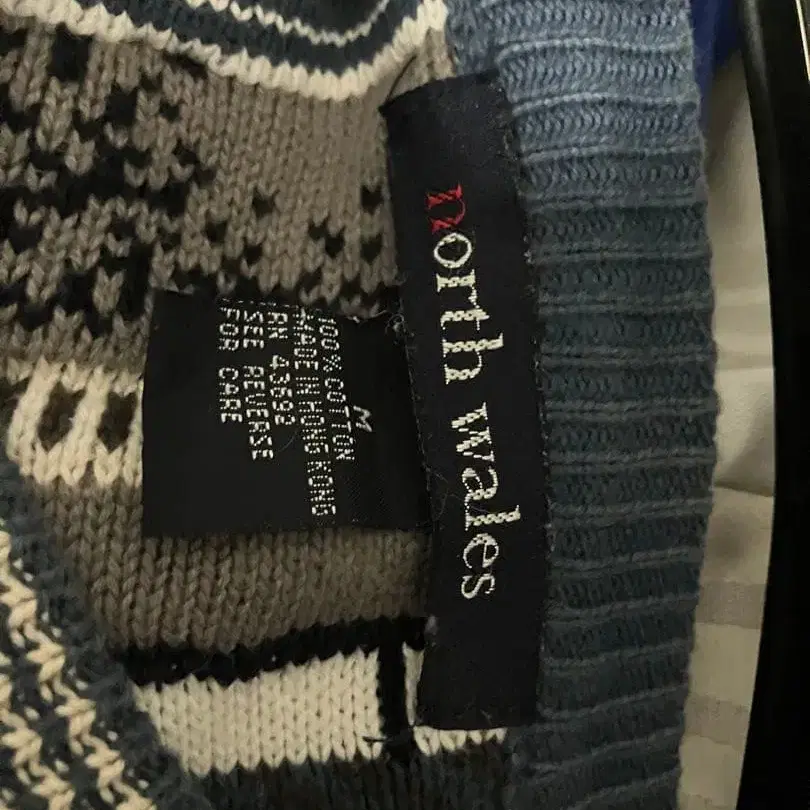 north wales
M
100% COTTON
MADE IN HONG KONG
RN 43692
SEE REVERSE
FOR CARE